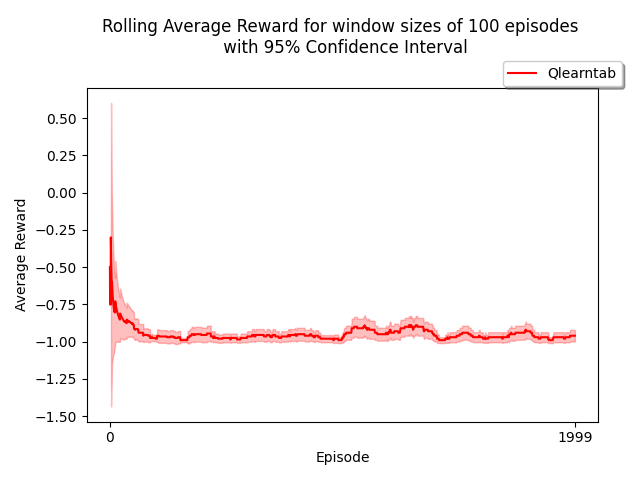 Rolling Average Reward for window sizes of 100 episodes
with 95% Confidence Interval
Qlearntab
0.50
0.25
0.00
−0.25
−0.50
−0.75
−1.00
−1.25
−1.50
Average Reward
0
1999
Episode